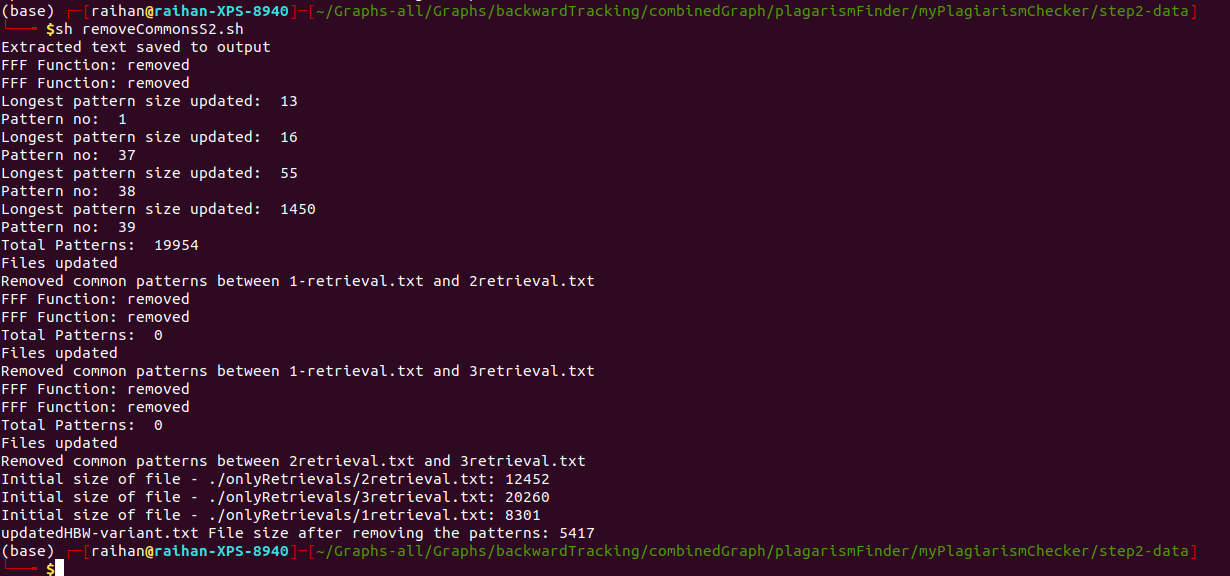 (base) ┌─[raihan@raihan-XPS-8940]─[~/Graphs-all/Graphs/backwardTracking/combinedGraph/plagarismFinder/myPlagiarismChecker/step2-data]
└──╼ $sh removeCommonsS2.sh
Extracted text saved to output
FFF Function: removed
FFF Function: removed
Longest pattern size updated:  13
Pattern no:  1
Longest pattern size updated:  16
Pattern no:  37
Longest pattern size updated:  55
Pattern no:  38
Longest pattern size updated:  1450
Pattern no:  39
Total Patterns:  19954
Files updated
Removed common patterns between 1-retrieval.txt and 2retrieval.txt
FFF Function: removed
FFF Function: removed
Total Patterns:  0
Files updated
Removed common patterns between 1-retrieval.txt and 3retrieval.txt
FFF Function: removed
FFF Function: removed
Total Patterns:  0
Files updated
Removed common patterns between 2retrieval.txt and 3retrieval.txt
Initial size of file - ./onlyRetrievals/2retrieval.txt: 12452
Initial size of file - ./onlyRetrievals/3retrieval.txt: 20260
Initial size of file - ./onlyRetrievals/1retrieval.txt: 8301
updatedHBW-variant.txt File size after removing the patterns: 5417
(base) ┌─[raihan@raihan-XPS-8940]─[~/Graphs-all/Graphs/backwardTracking/combinedGraph/plagarismFinder/myPlagiarismChecker/step2-data]
└──╼ $